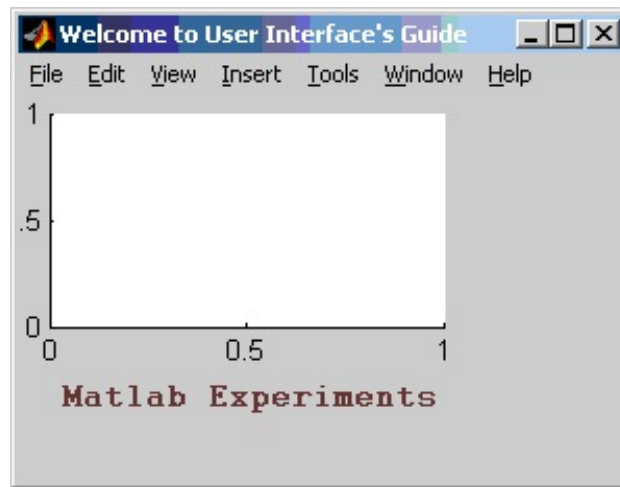 Welcome to User Interface's Guide
File Edit View Insert Tools Window Help
1
.5
0
0 0.5 1
Matlab Experiments